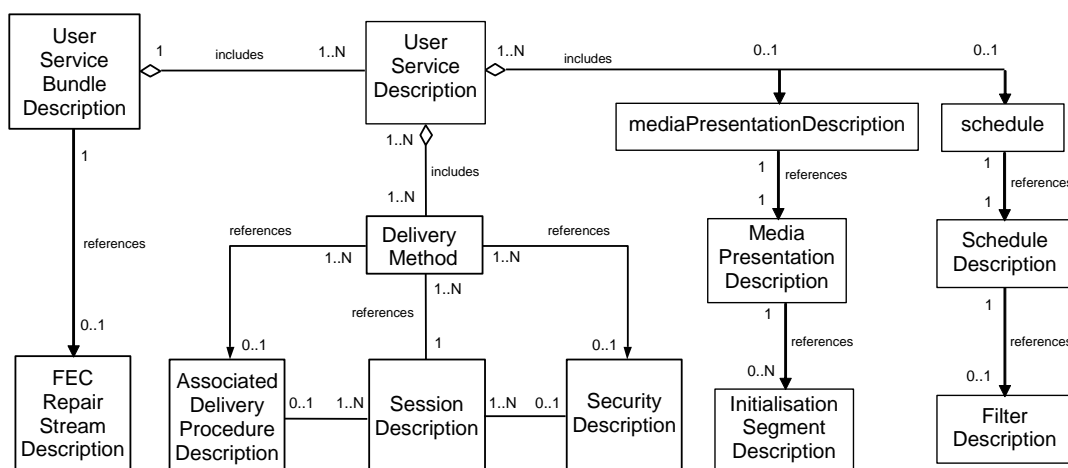 User
Service
Bundle
Description
1
includes
1..N
User
Service
Description
1..N
includes
0..1
0..1
mediaPresentationDescription
schedule
1
references
0..1
1..N
includes
1..N
1
references
1
1
references
1
Delivery
Method
references
1..N
1..N
references
1..N
references
1
0..1
0..1
Media
Presentation
Description
1
references
0..N
Schedule
Description
1
references
0..1
FEC
Repair
Stream
Description
Associated
Delivery
Procedure
Description
0..1
1..N
Session
Description
1..N
0..1
Security
Description
Initialisation
Segment
Description
Filter
Description